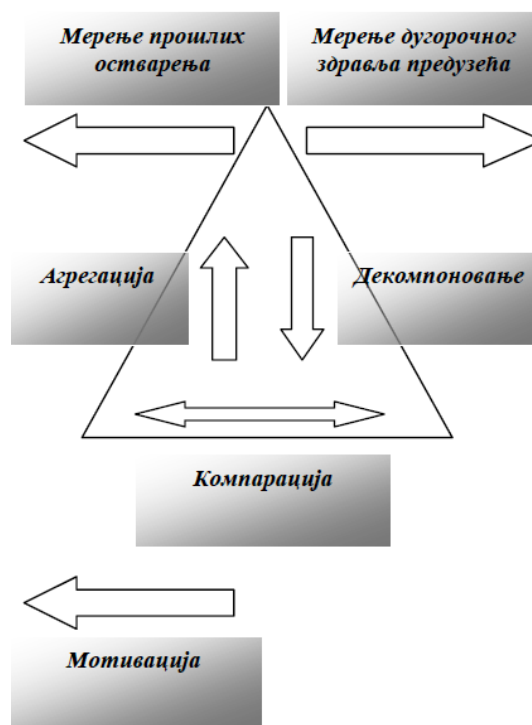 Мерење прошлих
остварења
Мерење дугорочног
здравља предузећа
Агрегација
Декомпоновање
Компарација
Мотивација